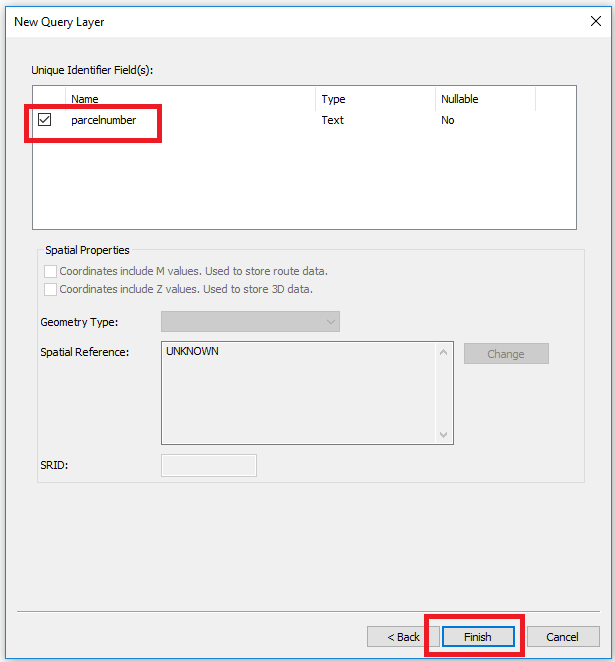 New Query Layer
Unique Identifier Field(s):
Name Type Nullable
parcelnumber Text No
Spatial Properties
Coordinates include M values. Used to store route data.
Coordinates include Z values. Used to store 3D data.
Geometry Type:
Spatial Reference: UNKNOWN Change
SRID:
< Back Finish Cancel